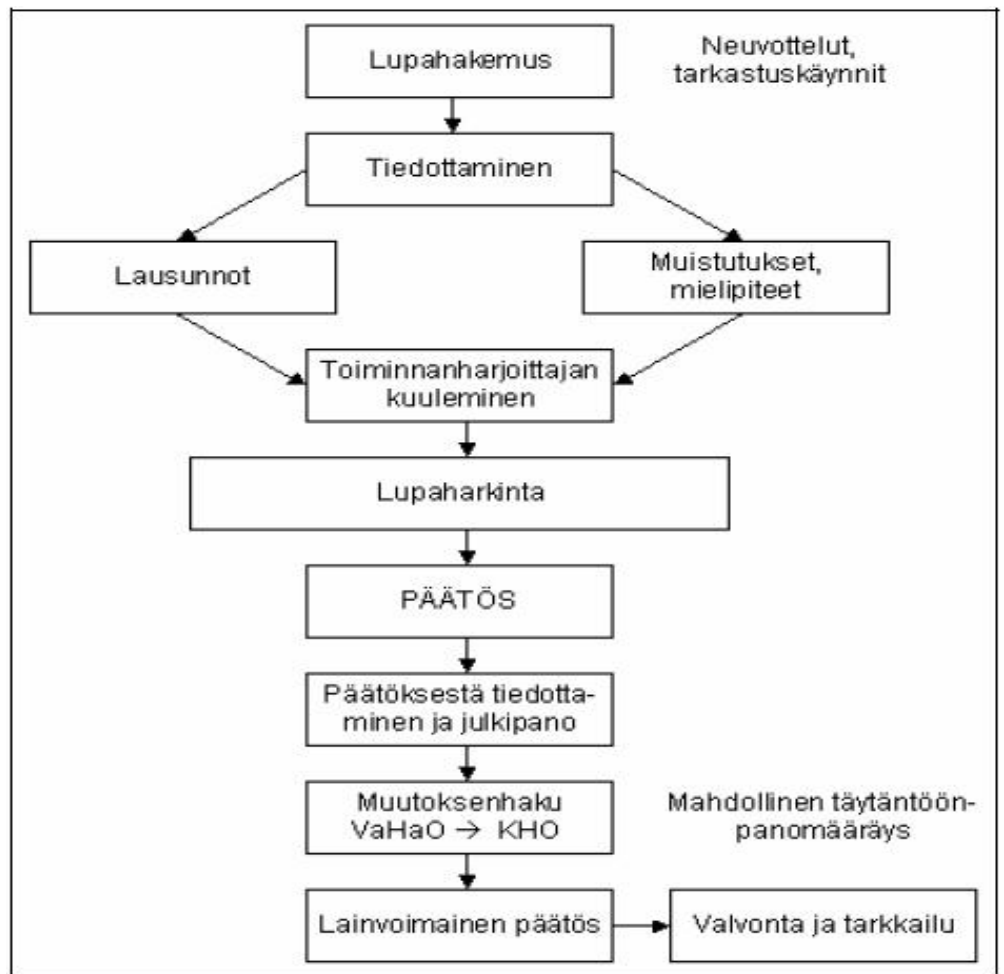 Lupahakemus
Neuvottelut,
tarkastuskäynnit
Tiedottaminen
Lausunnot
Muistutukset,
mielipiteet
Toiminnanharjoittajan
kuuleminen
Lupaharkinta
PÄÄTÖS
Päätöksestä tiedotta-
minen ja julkipano
Muutoksenhaku
VaHaO → KHO
Mahdollinen täytäntöön-
panomääräys
Lainvoimainen päätös
Valvonta ja tarkkailu